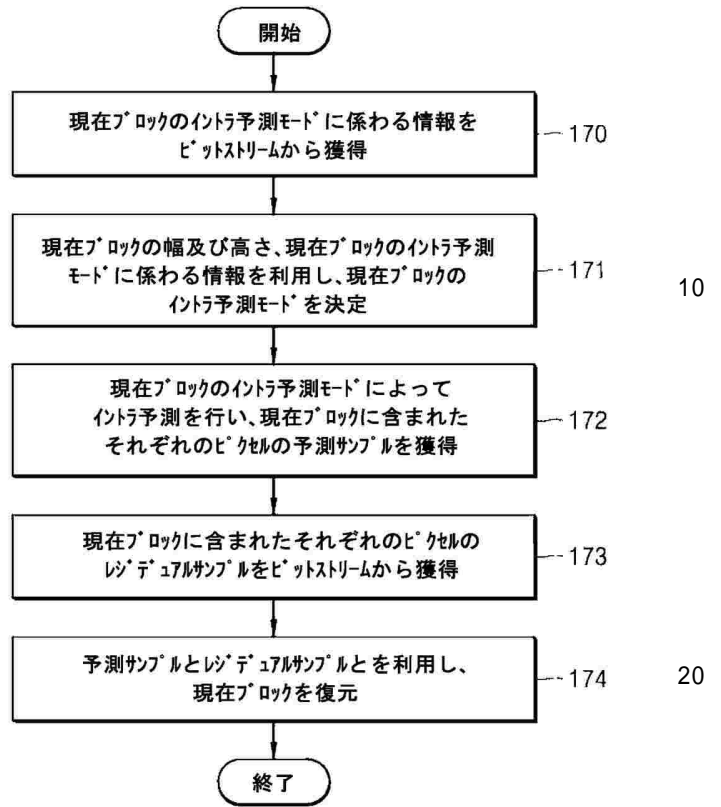 開始
現在ブロックのイントラ予測モードに係わる情報を
ビットストリームから獲得
170
現在ブロックの幅及び高さ、現在ブロックのイントラ予測
モードに係わる情報を利用し、現在ブロックの
イントラ予測モードを決定
171
10
現在ブロックのイントラ予測モードによって
イントラ予測を行い、現在ブロックに含まれた
それぞれのピクセルの予測サンプルを獲得
172
現在ブロックに含まれたそれぞれのピクセルの
レジデュアルサンプルをビットストリームから獲得
173
予測サンプルとレジデュアルサンプルとを利用し、
現在ブロックを復元
174
20
終了